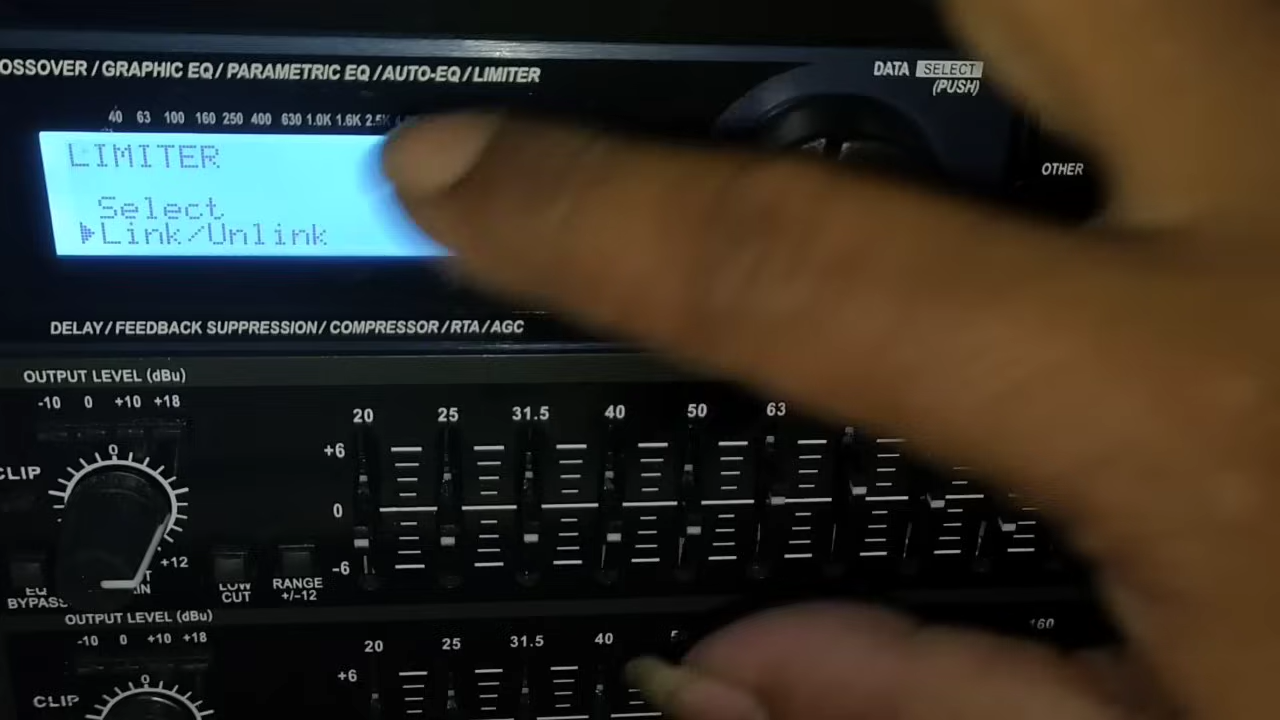 OSSOVER / GRAPHIC EQ / PARAMETRIC EQ / AUTO-EQ / LIMITER
DATA SELECT
(PUSH)
40 63 100 160 250 400 630 1.0K 1.6K 2.5K
OTHER
LIMITER
Select
Link/Unlink
DELAY / FEEDBACK SUPPRESSION / COMPRESSOR / RTA / AGC
OUTPUT LEVEL (dBu)
-10 0 +10 +18
20 25 31.5 40 50 63
0
+6
CLIP
0
+12
-6
EQ
BYPASS
LOW
CUT
RANGE
+/-12
OUTPUT LEVEL (dBu)
-10 0 +10 +18
20 25 31.5 40 160
+6
0
CLIP